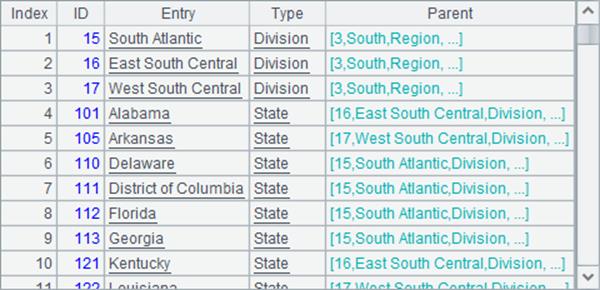 Index ID Entry Type Parent
1 15 South Atlantic Division [3,South,Region, ...]
2 16 East South Central Division [3,South,Region, ...]
3 17 West South Central Division [3,South,Region, ...]
4 101 Alabama State [16,East South Central,Division, ...]
5 105 Arkansas State [17,West South Central,Division, ...]
6 110 Delaware State [15,South Atlantic,Division, ...]
7 111 District of Columbia State [15,South Atlantic,Division, ...]
8 112 Florida State [15,South Atlantic,Division, ...]
9 113 Georgia State [15,South Atlantic,Division, ...]
10 121 Kentucky State [16,East South Central,Division, ...]
11 122 Louisiana State [17,West South Central,Division, ...]